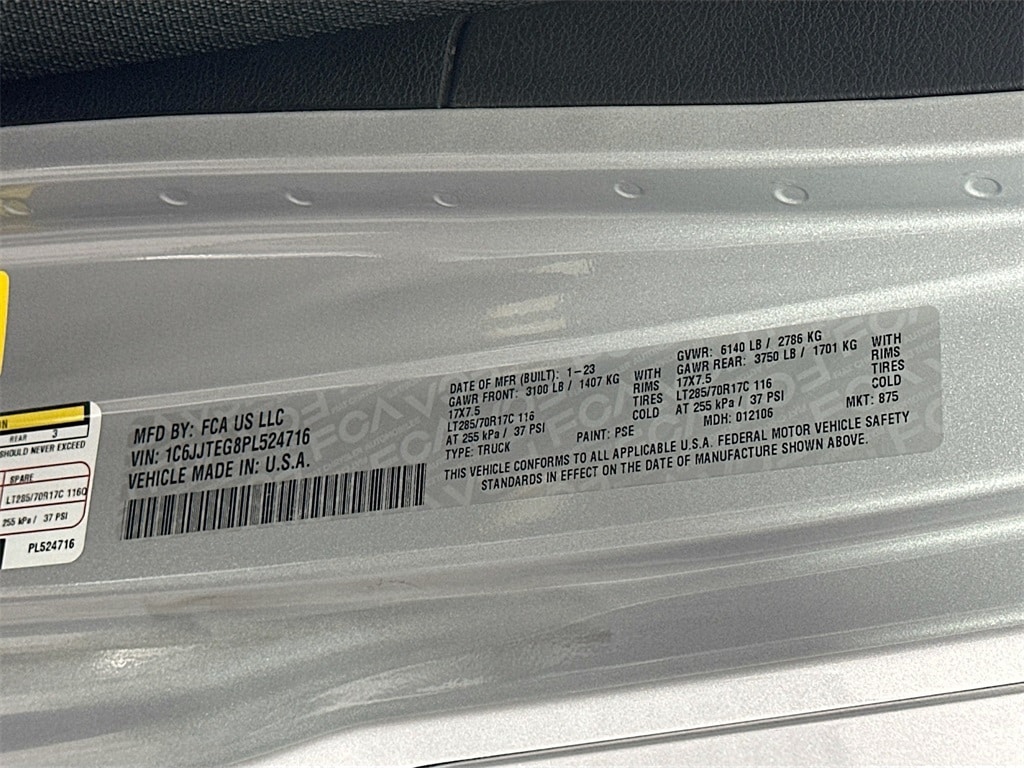 MFD BY: FCA US LLC
VIN: 1C6JJTEG8PL524716
VEHICLE MADE IN: U.S.A.
DATE OF MFR (BUILT): 1-23
GAWR FRONT: 3100 LB / 1407 KG WITH
17X7.5 RIMS
LT285/70R17C 116 TIRES
AT 255 kPa / 37 PSI COLD
TYPE: TRUCK PAINT: PSE
GVWR: 6140 LB / 2786 KG
GAWR REAR: 3750 LB / 1701 KG WITH
17X7.5 RIMS
LT285/70R17C 116 TIRES
AT 255 kPa / 37 PSI COLD
MDH: 012106 MKT: 875
THIS VEHICLE CONFORMS TO ALL APPLICABLE U.S.A. FEDERAL MOTOR VEHICLE SAFETY
STANDARDS IN EFFECT ON THE DATE OF MANUFACTURE SHOWN ABOVE.
REAR 3
SHOULD NEVER EXCEED
SPARE
LT285/70R17C 116Q
255 kPa / 37 PSI
PL524716